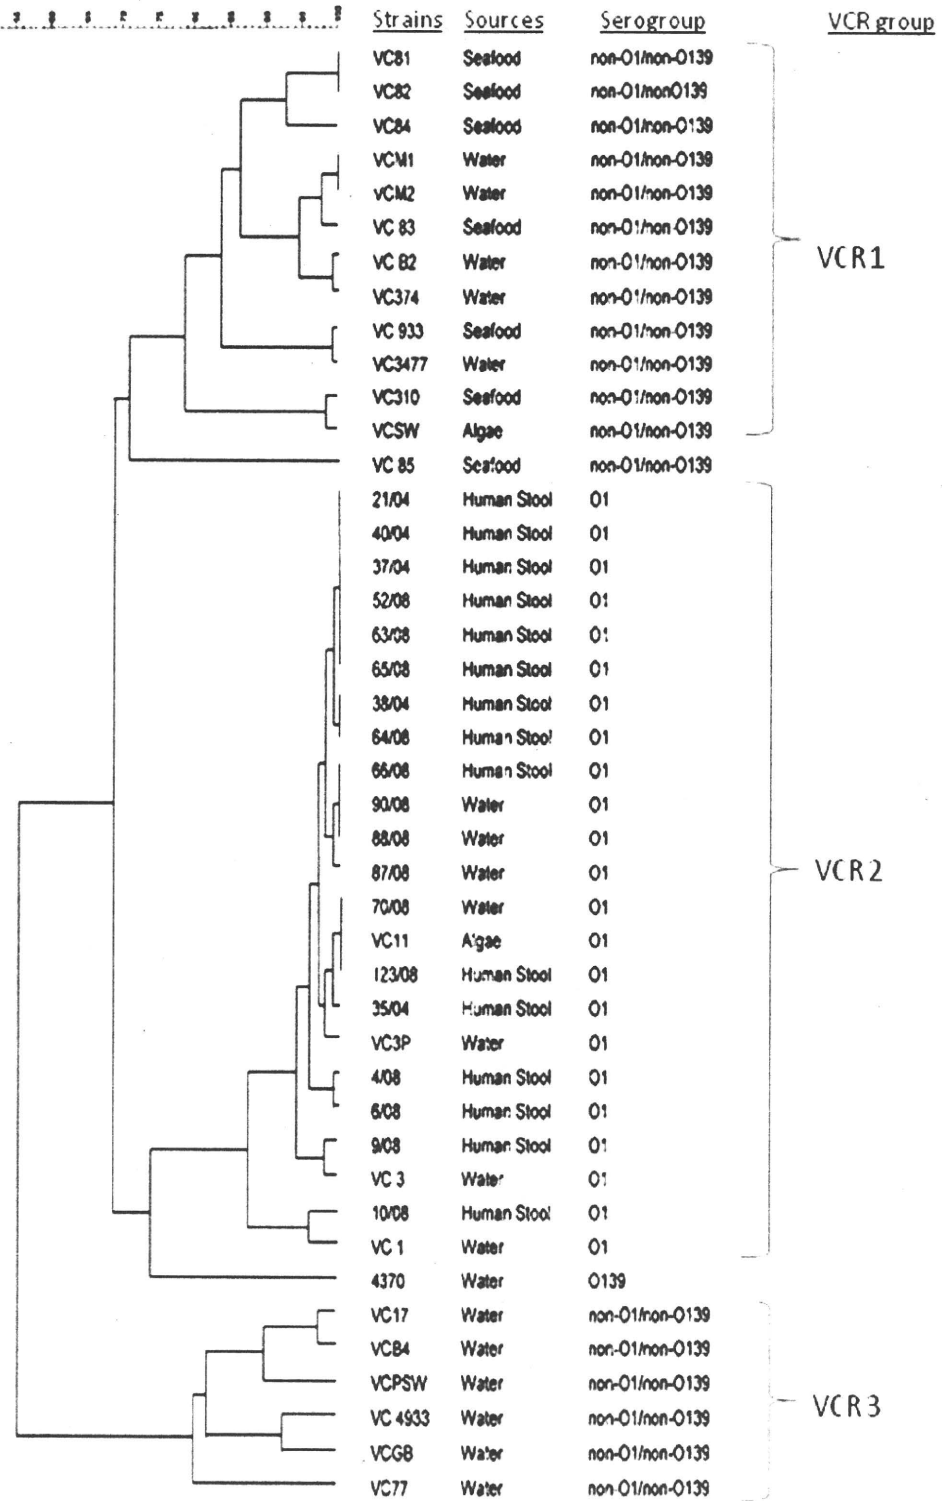 Strains Sources Serogroup VCR group
VC81 Seafood non-O1/non-O139
VC82 Seafood non-O1/nonO139
VC84 Seafood non-O1/non-O139
VCM1 Water non-O1/non-O139
VCM2 Water non-O1/non-O139
VC 83 Seafood non-O1/non-O139
VC B2 Water non-O1/non-O139
VCR1
VC374 Water non-O1/non-O139
VC 933 Seafood non-O1/non-O139
VC3477 Water non-O1/non-O139
VC310 Seafood non-O1/non-O139
VCSW Algae non-O1/non-O139
VC 85 Seafood non-O1/non-O139
21/04 Human Stool O1
40/04 Human Stool O1
37/04 Human Stool O1
52/08 Human Stool O1
63/08 Human Stool O1
65/08 Human Stool O1
38/04 Human Stool O1
64/08 Human Stool O1
66/08 Human Stool O1
90/08 Water O1
88/08 Water O1
87/08 Water O1
VCR2
70/08 Water O1
VC11 Algae O1
123/08 Human Stool O1
35/04 Human Stool O1
VC3P Water O1
4/08 Human Stool O1
6/08 Human Stool O1
9/08 Human Stool O1
VC 3 Water O1
10/08 Human Stool O1
VC 1 Water O1
4370 Water O139
VC17 Water non-O1/non-O139
VCB4 Water non-O1/non-O139
VCPSW Water non-O1/non-O139
VCR3
VC 4933 Water non-O1/non-O139
VCGB Water non-O1/non-O139
VC77 Water non-O1/non-O139